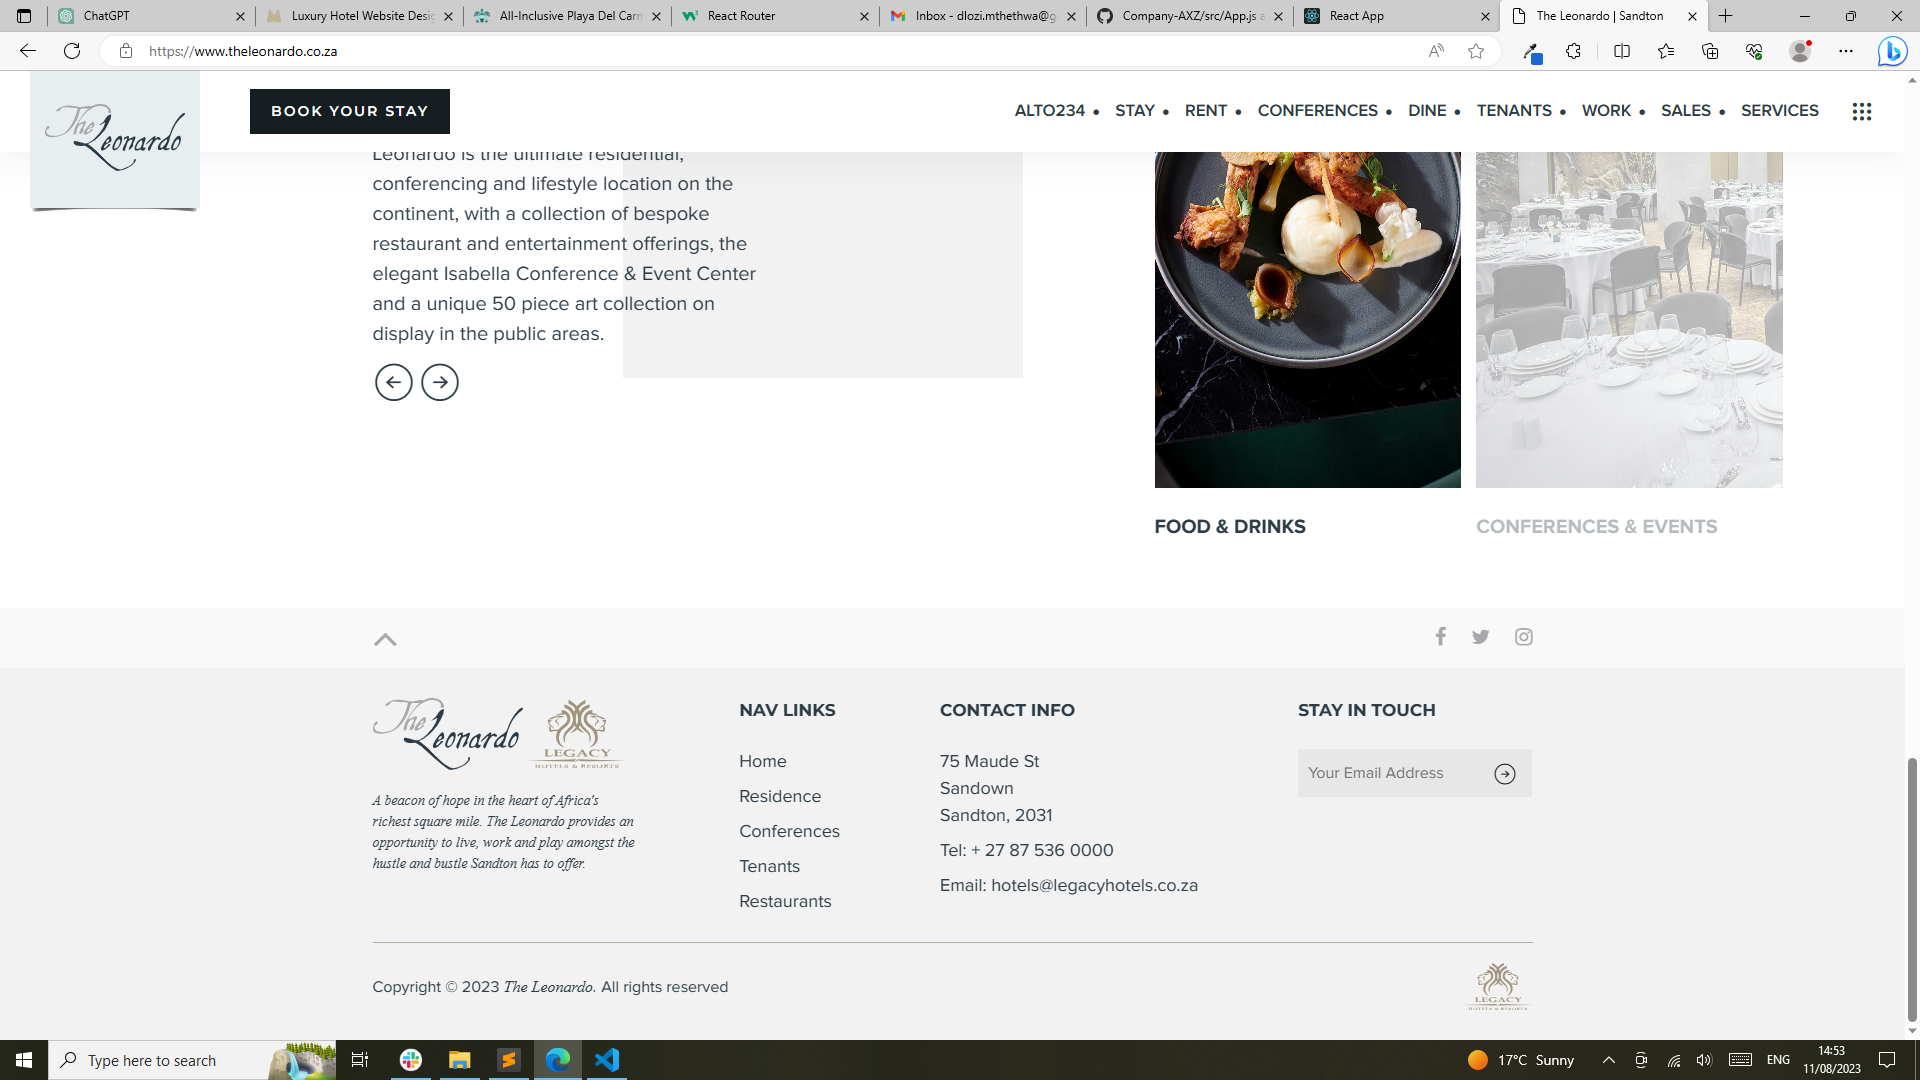 ChatGPT
Luxury Hotel Website Desig
All-Inclusive Playa Del Carm
React Router
Inbox - dlozi.mthethwa@g
Company-AXZ/src/App.js a
React App
The Leonardo | Sandton
https://www.theleonardo.co.za
The Leonardo
BOOK YOUR STAY
ALTO234 • STAY • RENT • CONFERENCES • DINE • TENANTS • WORK • SALES • SERVICES
Leonardo is the ultimate residential,
conferencing and lifestyle location on the
continent, with a collection of bespoke
restaurant and entertainment offerings, the
elegant Isabella Conference & Event Center
and a unique 50 piece art collection on
display in the public areas.
FOOD & DRINKS
CONFERENCES & EVENTS
The Leonardo
LEGACY
HOTELS & RESORTS
A beacon of hope in the heart of Africa's
richest square mile. The Leonardo provides an
opportunity to live, work and play amongst the
hustle and bustle Sandton has to offer.
NAV LINKS
Home
Residence
Conferences
Tenants
Restaurants
CONTACT INFO
75 Maude St
Sandown
Sandton, 2031
Tel: + 27 87 536 0000
Email: hotels@legacyhotels.co.za
STAY IN TOUCH
Your Email Address
Copyright © 2023 The Leonardo. All rights reserved
LEGACY
HOTELS & RESORTS
Type here to search
17°C Sunny
ENG
14:53
11/08/2023